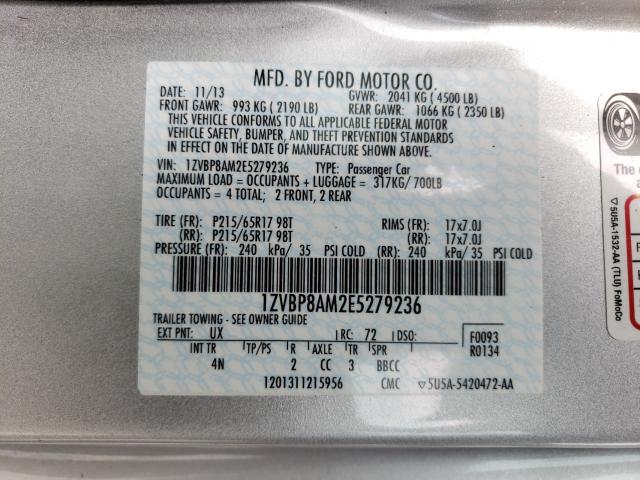 MFD. BY FORD MOTOR CO.
DATE: 11/13 GVWR: 2041 KG ( 4500 LB)
FRONT GAWR: 993 KG ( 2190 LB) REAR GAWR: 1066 KG ( 2350 LB)
THIS VEHICLE CONFORMS TO ALL APPLICABLE FEDERAL MOTOR
VEHICLE SAFETY, BUMPER, AND THEFT PREVENTION STANDARDS
IN EFFECT ON THE DATE OF MANUFACTURE SHOWN ABOVE.
VIN: 1ZVBP8AM2E5279236 TYPE: Passenger Car
MAXIMUM LOAD = OCCUPANTS + LUGGAGE = 317KG/ 700LB
OCCUPANTS = 4 TOTAL; 2 FRONT, 2 REAR
TIRE (FR): P215/65R17 98T RIMS (FR): 17x7.0J
(RR): P215/65R17 98T (RR): 17x7.0J
PRESSURE (FR): 240 kPa/ 35 PSI COLD (RR): 240 kPa/ 35 PSI COLD
1ZVBP8AM2E5279236
TRAILER TOWING - SEE OWNER GUIDE
EXT PNT: UX RC: 72 DSO: F0093
INT TR TP/PS R AXLE TR SPR R0134
4N 2 CC 3 BBCC
1201311215956 CMC ▽5U5A-5420472-AA
The
▽ 5U5A-1532-AA (TLU) FoMoCo